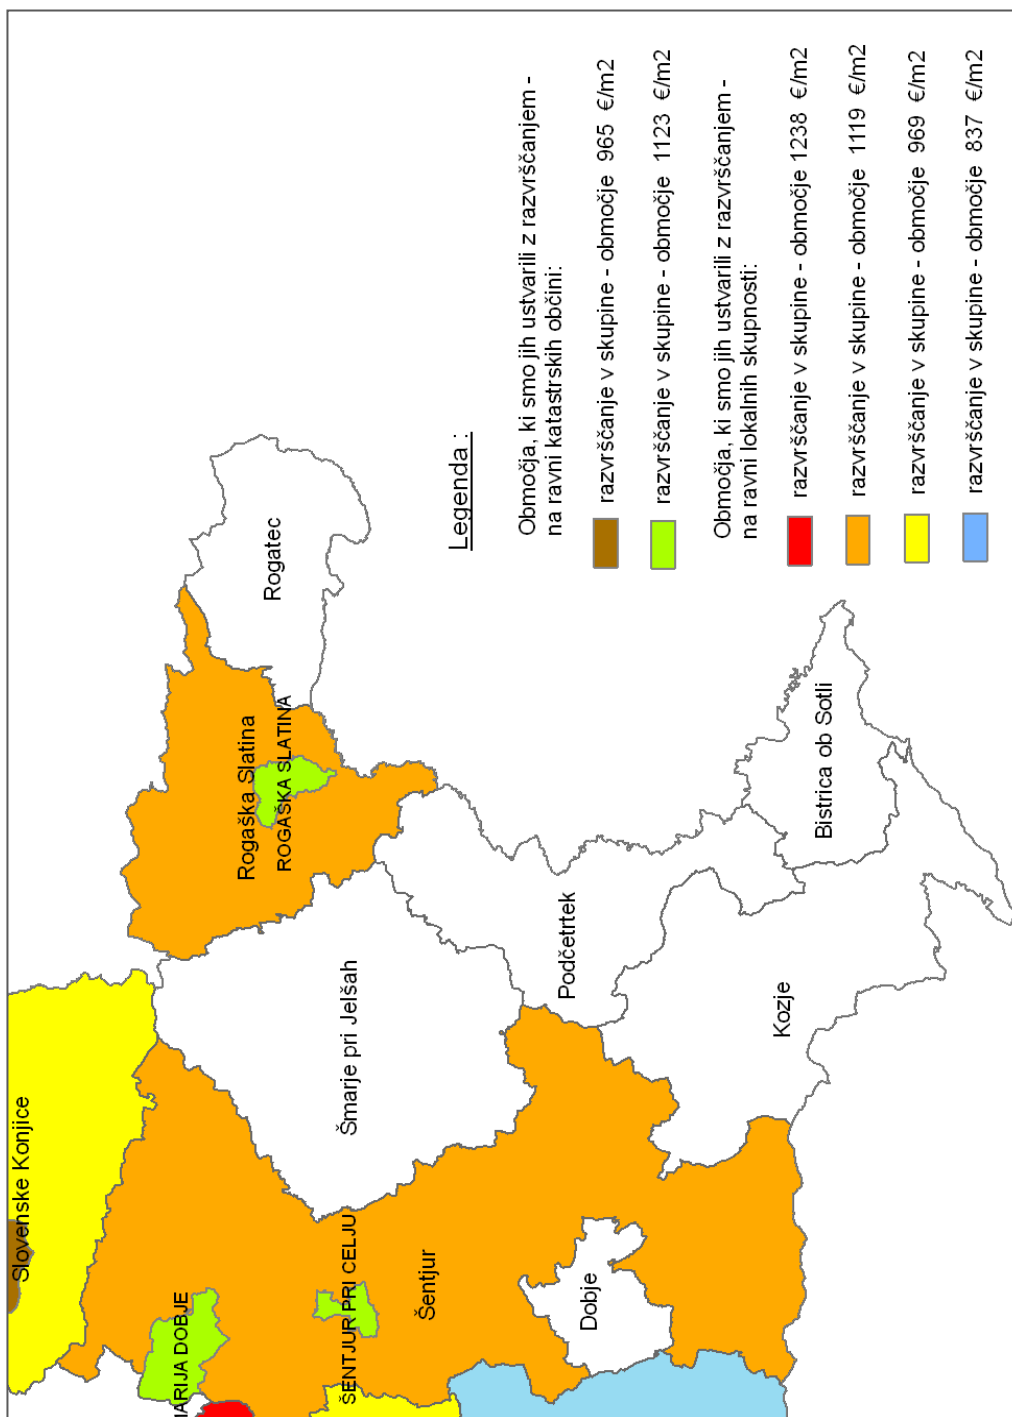 Slovenske Konjice
Rogaška Slatina
ROGAŠKA SLATINA
Rogatec
Šmarje pri Jelšah
ŠENTJUR PRI CELJU
Šentjur
Podčetrtek
Dobje
Kozje
Bistrica ob Sotli
Legenda :
Območja, ki smo jih ustvarili z razvrščanjem -
na ravni katastrskih občini:
razvrščanje v skupine - območje 965 €/m2
razvrščanje v skupine - območje 1123 €/m2
Območja, ki smo jih ustvarili z razvrščanjem -
na ravni lokalnih skupnosti:
razvrščanje v skupine - območje 1238 €/m2
razvrščanje v skupine - območje 1119 €/m2
razvrščanje v skupine - območje 969 €/m2
razvrščanje v skupine - območje 837 €/m2
IARIJA DOBJE